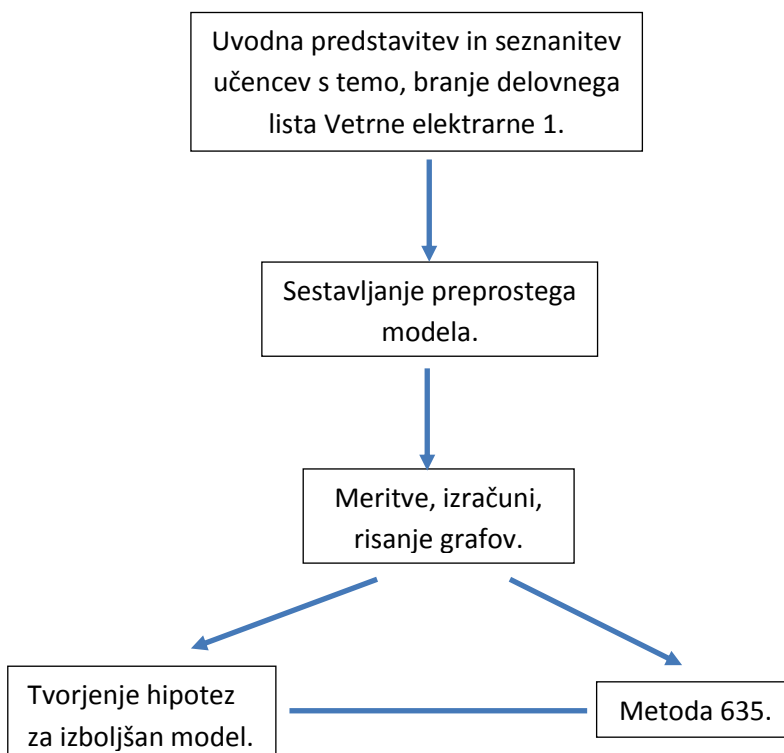 Uvodna predstavitev in seznanitev
učencev s temo, branje delovnega
lista Vetrne elektrarne 1.
Sestavljanje preprostega
modela.
Meritve, izračuni,
risanje grafov.
Tvorjenje hipotez
za izboljšan model.
Metoda 635.